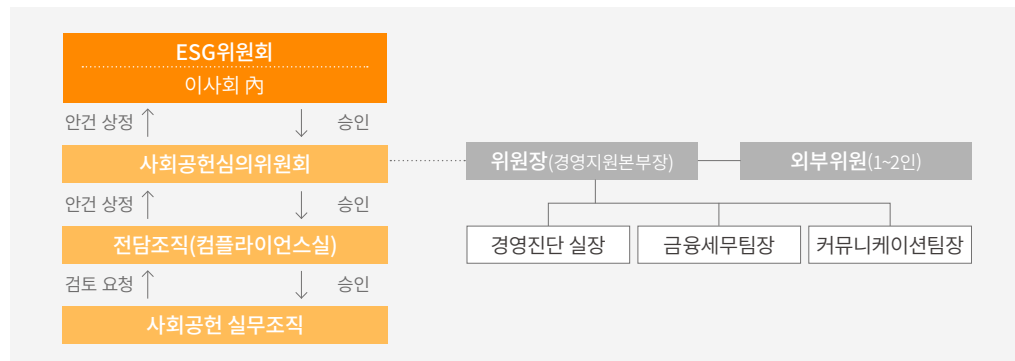 ESG위원회
이사회 內
안건 상정
승인
사회공헌심의위원회
위원장(경영지원본부장)
외부위원(1~2인)
안건 상정
승인
전담조직(컴플라이언스실)
경영진단 실장
금융세무팀장
커뮤니케이션팀장
검토 요청
승인
사회공헌 실무조직